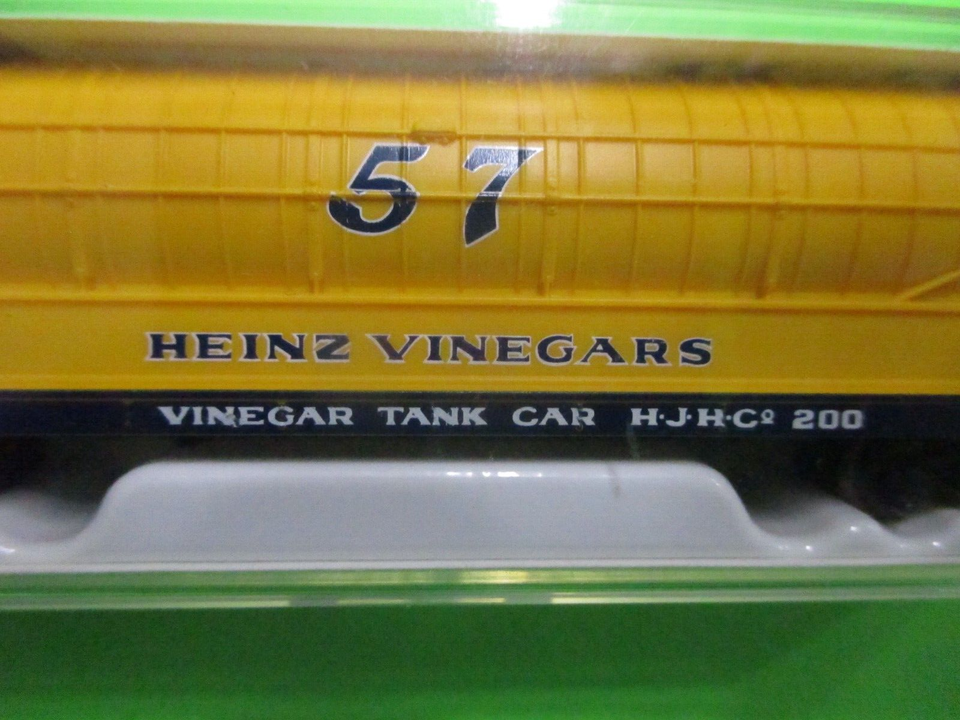 57
HEINZ VINEGARS
VINEGAR TANK CAR H·J·H·Cº 200